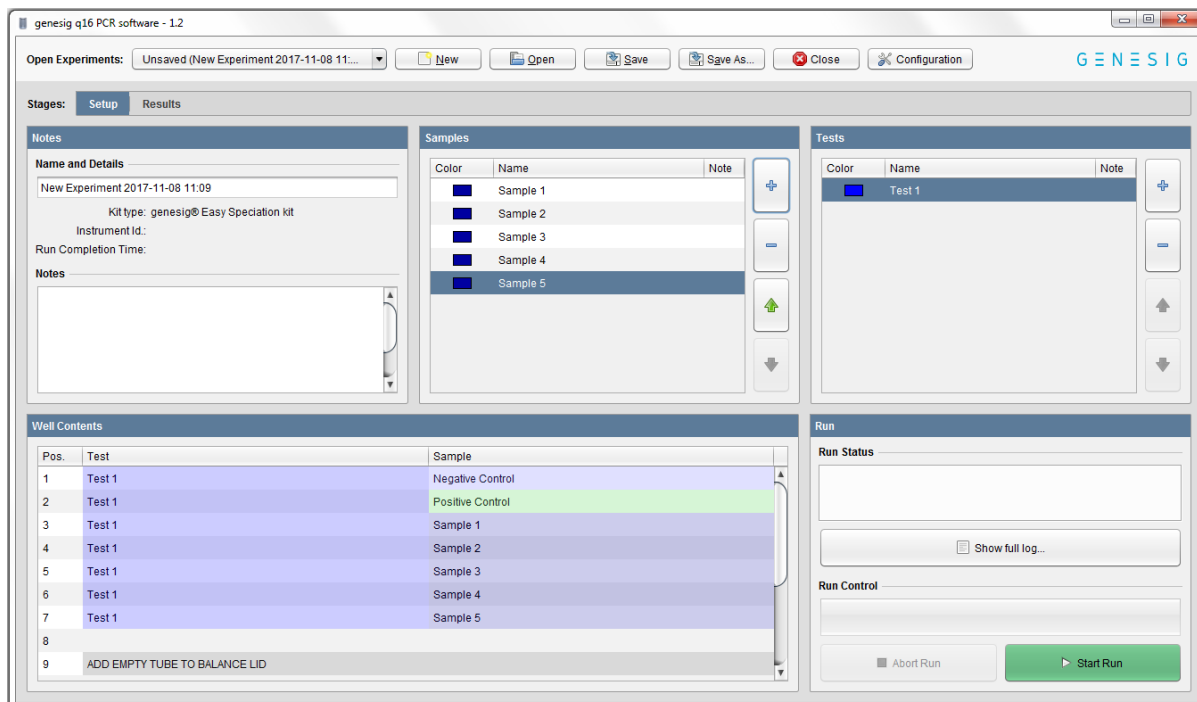 genesig q16 PCR software - 1.2
Open Experiments: Unsaved (New Experiment 2017-11-08 11:... New Open Save Save As... Close Configuration GENESIG
Stages: Setup Results
Notes
Name and Details
New Experiment 2017-11-08 11:09
Kit type: genesig® Easy Speciation kit
Instrument Id.:
Run Completion Time:
Notes
Samples
Color Name Note
Sample 1
Sample 2
Sample 3
Sample 4
Sample 5
Tests
Color Name Note
Test 1
Well Contents
Pos. Test Sample
1 Test 1 Negative Control
2 Test 1 Positive Control
3 Test 1 Sample 1
4 Test 1 Sample 2
5 Test 1 Sample 3
6 Test 1 Sample 4
7 Test 1 Sample 5
8
9 ADD EMPTY TUBE TO BALANCE LID
Run
Run Status
Show full log...
Run Control
Abort Run Start Run